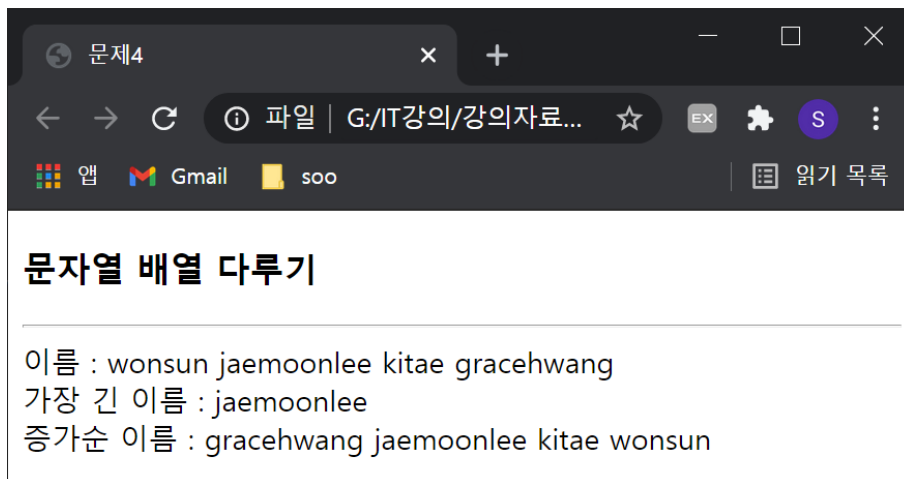 문제4
파일 G:/IT강의/강의자료...
EX
S
앱 Gmail soo 읽기 목록
문자열 배열 다루기
이름 : wonsun jaemoonlee kitae gracehwang
가장 긴 이름 : jaemoonlee
증가순 이름 : gracehwang jaemoonlee kitae wonsun